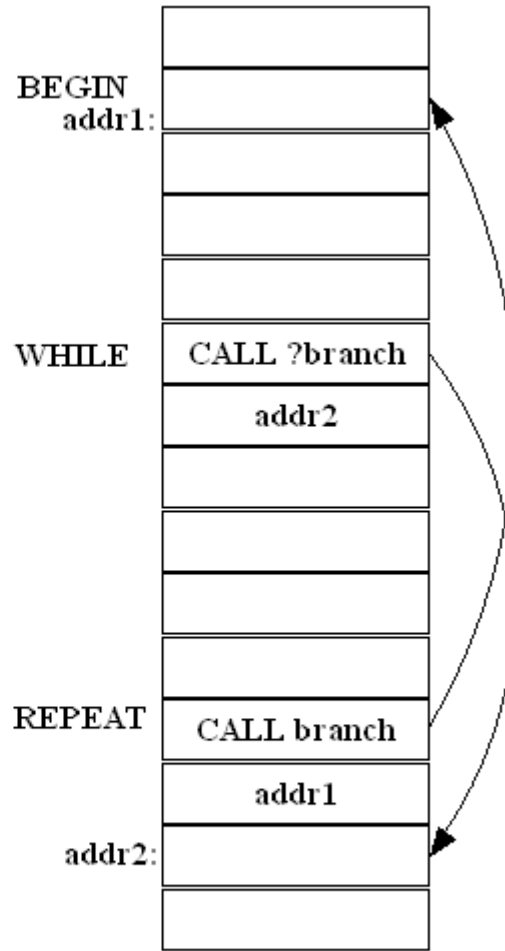 BEGIN
addr1:
WHILE
CALL ?branch
addr2
REPEAT
CALL branch
addr1
addr2: